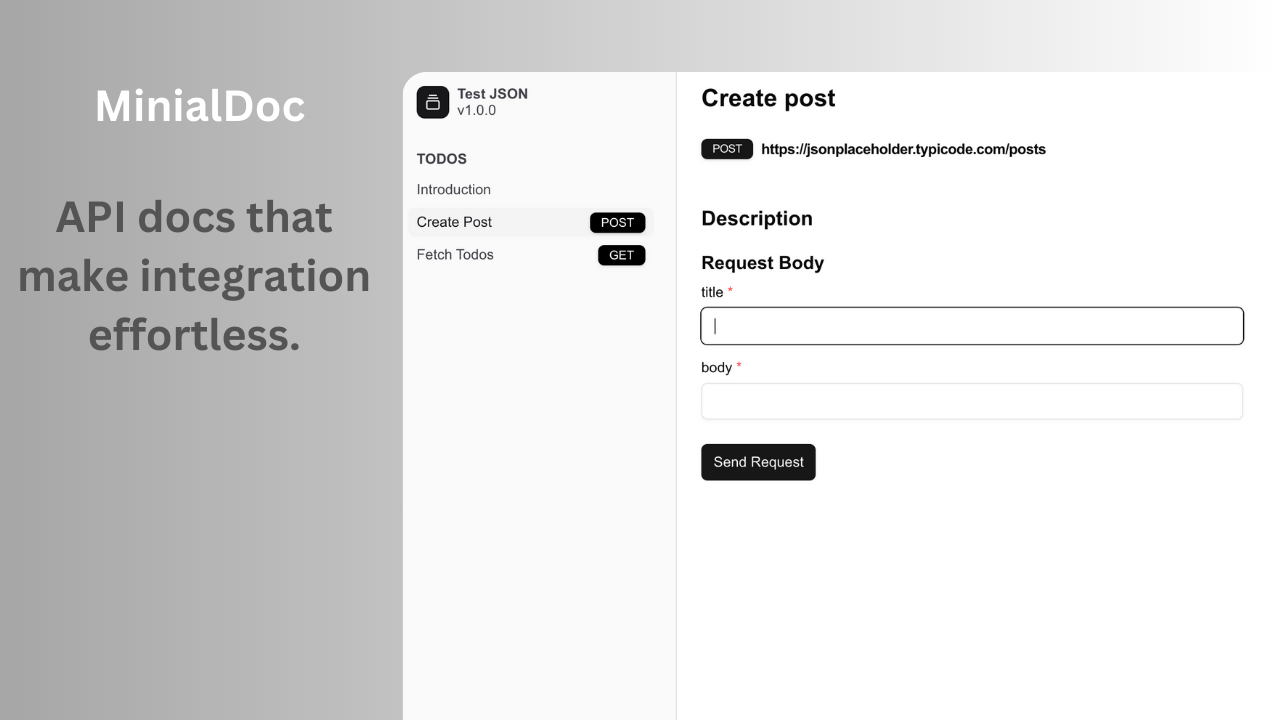 MinialDoc
API docs that
make integration
effortless.
Test JSON
v1.0.0
TODOS
Introduction
Create Post POST
Fetch Todos GET
Create post
POST https://jsonplaceholder.typicode.com/posts
Description
Request Body
title *
body *
Send Request